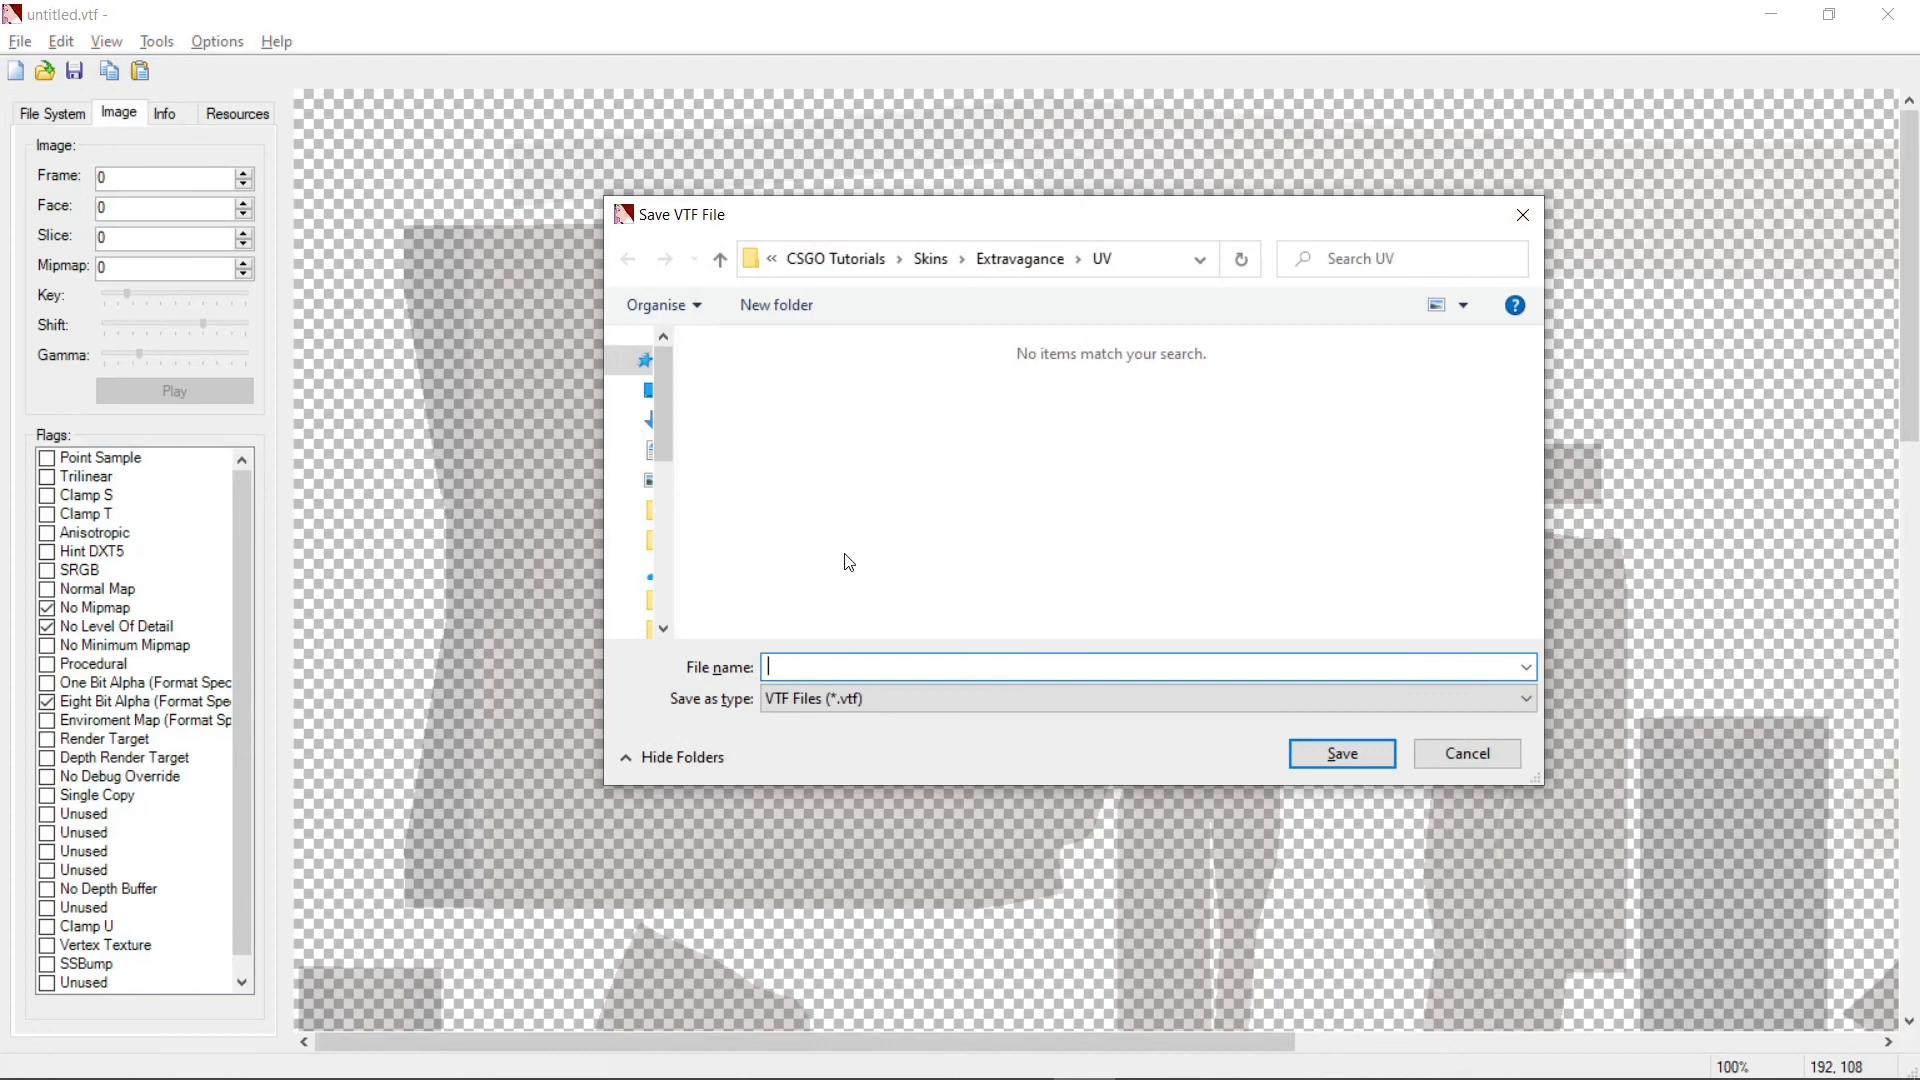 untitled.vtf -
File Edit View Tools Options Help
File System Image Info Resources
Image:
Frame: 0
Face: 0
Slice: 0
Mipmap: 0
Key:
Shift:
Gamma:
Play
Flags:
Point Sample
Trilinear
Clamp S
Clamp T
Anisotropic
Hint DXT5
SRGB
Normal Map
No Mipmap
No Level Of Detail
No Minimum Mipmap
Procedural
One Bit Alpha (Format Spec
Eight Bit Alpha (Format Spe
Enviroment Map (Format Sp
Render Target
Depth Render Target
No Debug Override
Single Copy
Unused
Unused
Unused
Unused
No Depth Buffer
Unused
Clamp U
Vertex Texture
SSBump
Unused
Save VTF File
« CSGO Tutorials › Skins › Extravagance › UV
Search UV
Organise New folder
?
No items match your search.
File name:
Save as type: VTF Files (*.vtf)
Hide Folders
Save Cancel
100% 192, 108